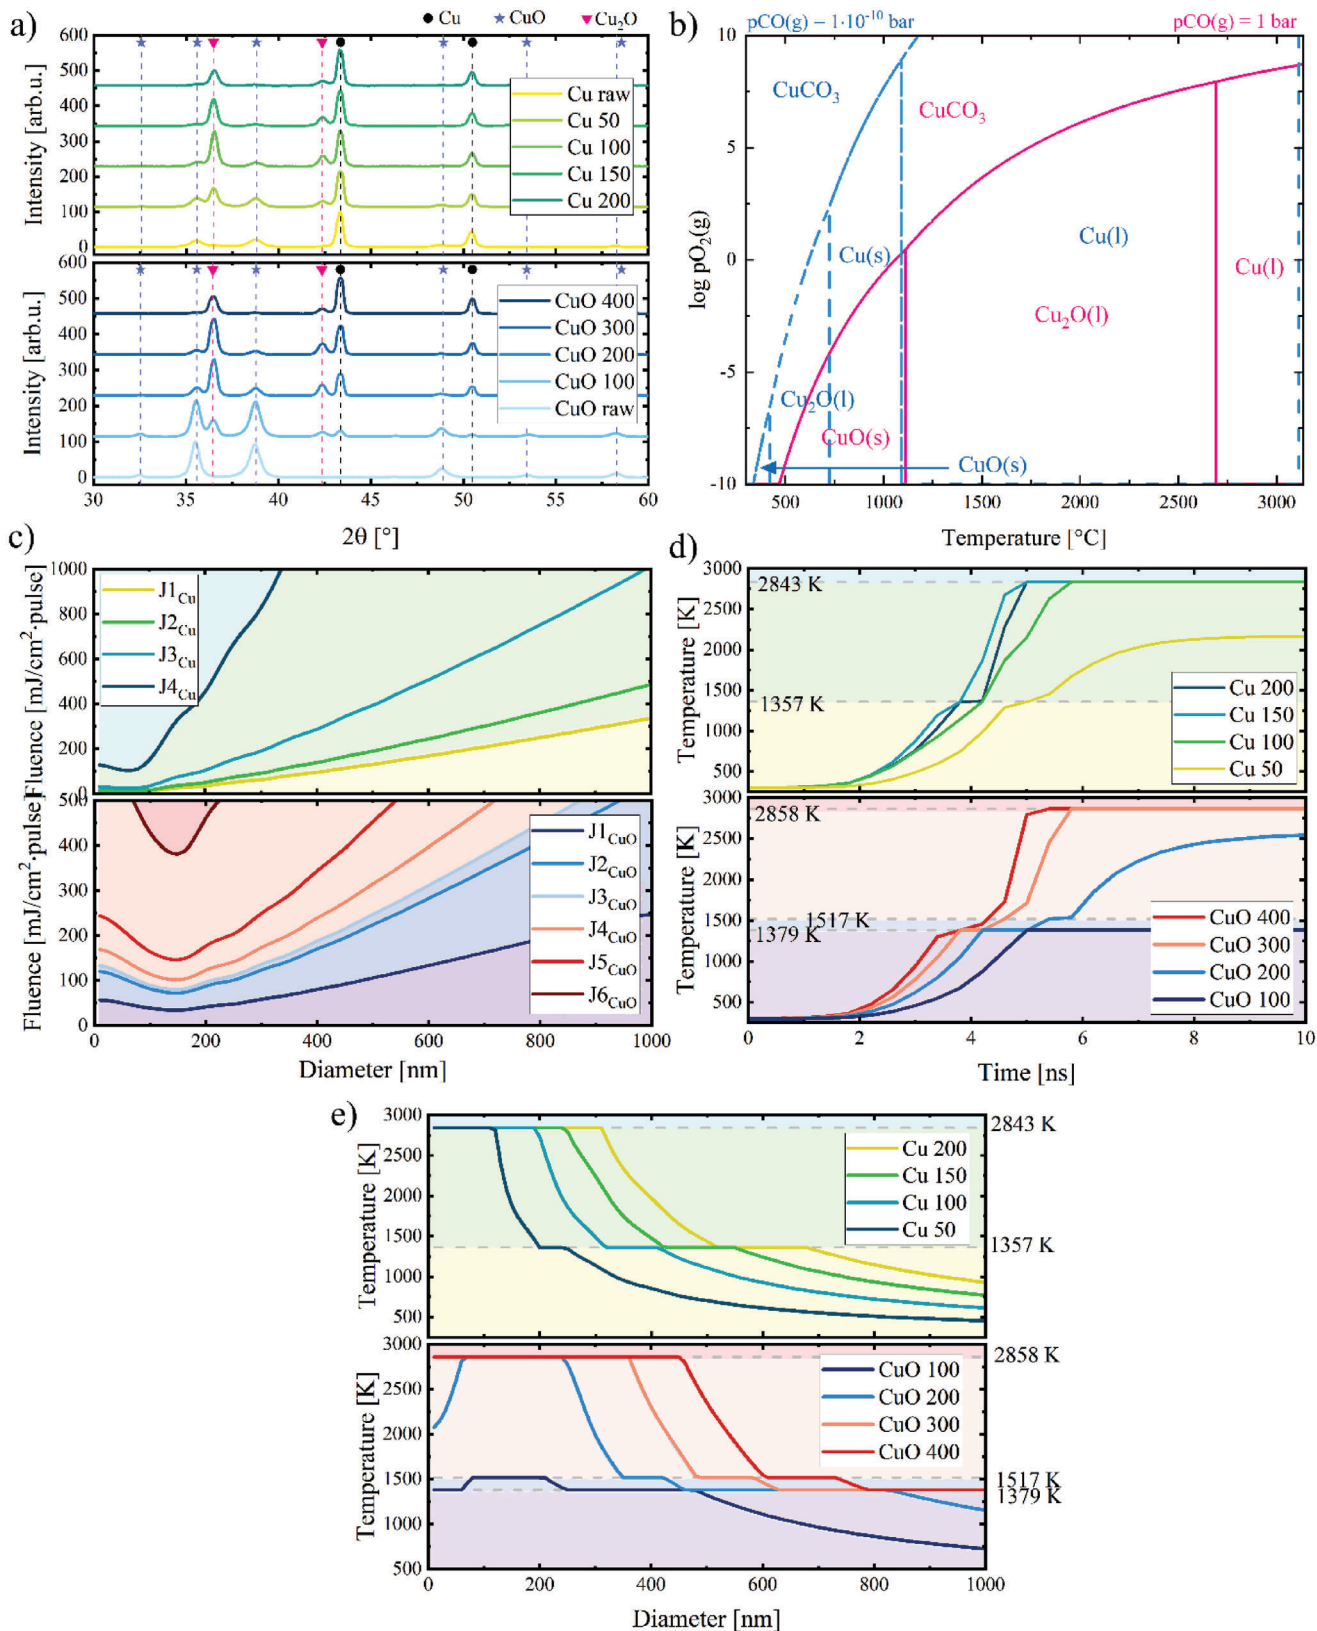 a)
Cu
CuO
Cu₂O
600
500
400
300
200
100
0
Intensity [arb.u.]
Cu raw
Cu 50
Cu 100
Cu 150
Cu 200
600
500
400
300
200
100
0
Intensity [arb.u.]
CuO 400
CuO 300
CuO 200
CuO 100
CuO raw
30 35 40 45 50 55 60
2θ [°]
b)
pCO(g) – 1·10⁻¹⁰ bar
pCO(g) = 1 bar
10
5
0
-5
-10
log pO₂(g)
CuCO₃
CuCO₃
Cu(s)
Cu(l)
Cu(l)
Cu₂O(l)
Cu₂O(l)
CuO(s)
CuO(s)
500 1000 1500 2000 2500 3000
Temperature [°C]
c)
1000
800
600
400
200
Fluence [mJ/cm²·pulse]
J1Cu
J2Cu
J3Cu
J4Cu
500
400
300
200
100
0
Fluence [mJ/cm²·pulse]
J1CuO
J2CuO
J3CuO
J4CuO
J5CuO
J6CuO
0 200 400 600 800 1000
Diameter [nm]
d)
3000
2500
2000
1500
1000
500
Temperature [K]
2843 K
1357 K
Cu 200
Cu 150
Cu 100
Cu 50
3000
2500
2000
1500
1000
500
Temperature [K]
2858 K
1517 K
1379 K
CuO 400
CuO 300
CuO 200
CuO 100
0 2 4 6 8 10
Time [ns]
e)
3000
2500
2000
1500
1000
500
Temperature [K]
2843 K
1357 K
Cu 200
Cu 150
Cu 100
Cu 50
3000
2500
2000
1500
1000
500
Temperature [K]
2858 K
1517 K
1379 K
CuO 100
CuO 200
CuO 300
CuO 400
0 200 400 600 800 1000
Diameter [nm]